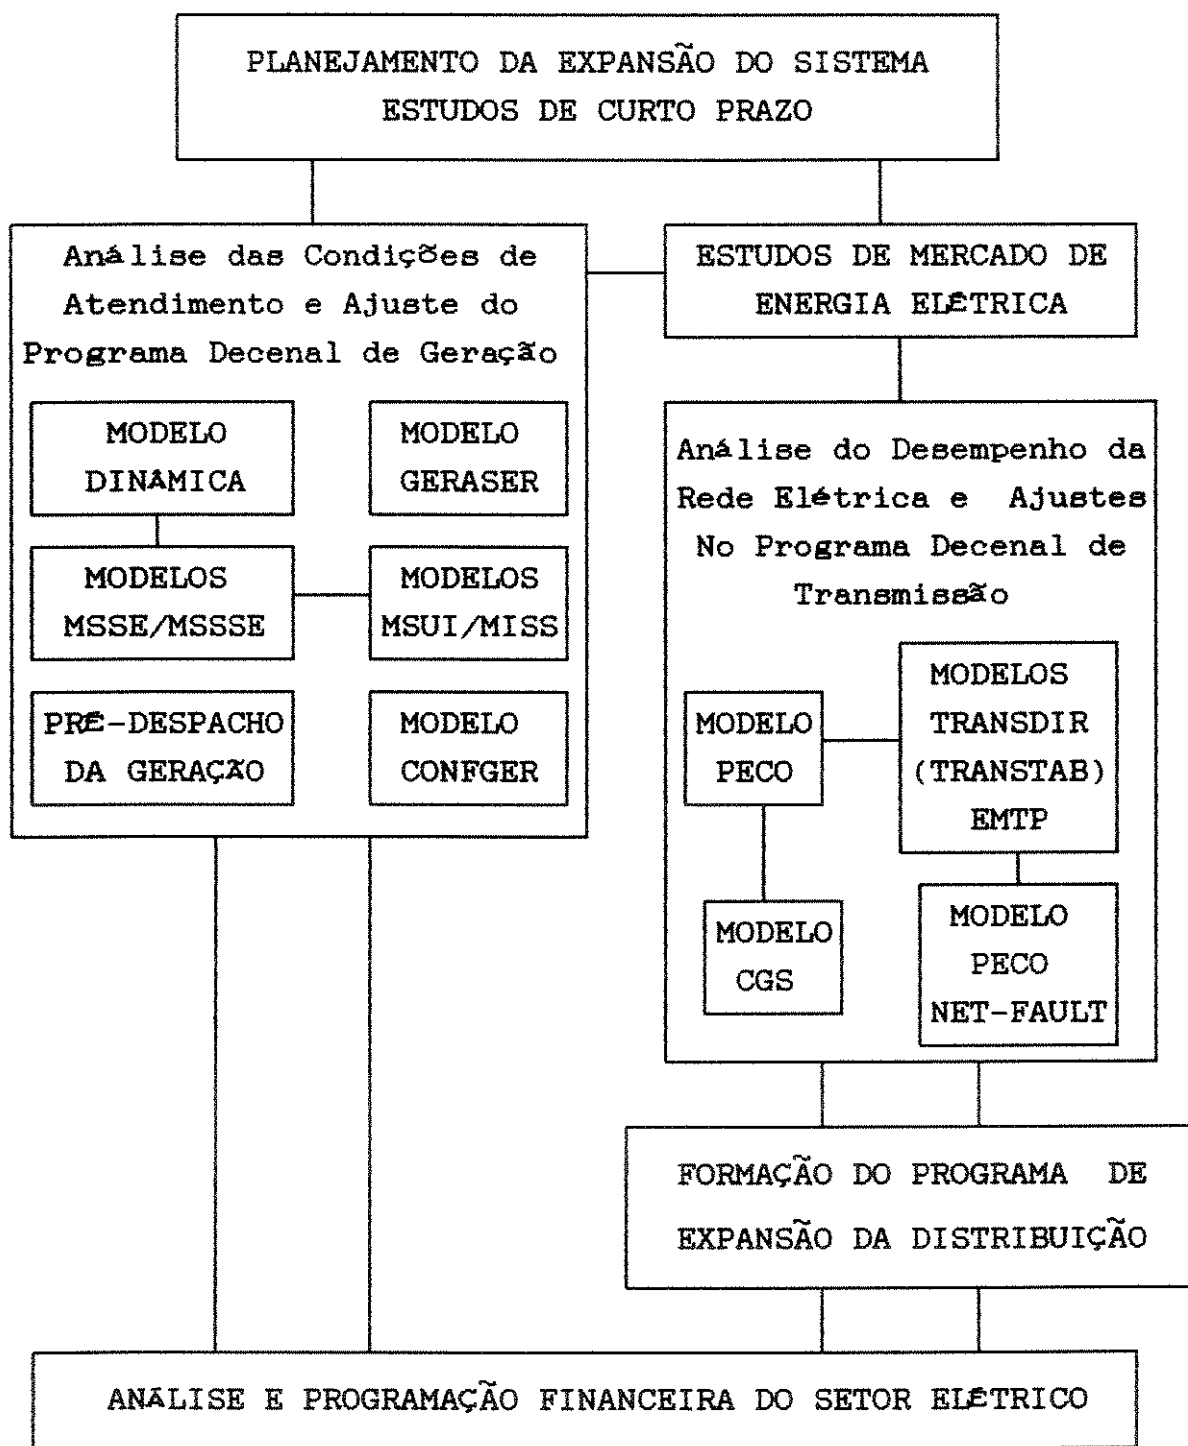 PLANEJAMENTO DA EXPANSÃO DO SISTEMA
ESTUDOS DE CURTO PRAZO
Análise das Condições de
Atendimento e Ajuste do
Programa Decenal de Geração
MODELO
DINÂMICA
MODELO
GERASER
MODELOS
MSSE/MSSSE
MODELOS
MSUI/MISS
PRÉ-DESPACHO
DA GERAÇÃO
MODELO
CONFGER
ESTUDOS DE MERCADO DE
ENERGIA ELÉTRICA
Análise do Desempenho da
Rede Elétrica e Ajustes
No Programa Decenal de
Transmissão
MODELO
PECO
MODELOS
TRANSDIR
(TRANSTAB)
EMTP
MODELO
CGS
MODELO
PECO
NET-FAULT
FORMAÇÃO DO PROGRAMA DE
EXPANSÃO DA DISTRIBUIÇÃO
ANÁLISE E PROGRAMAÇÃO FINANCEIRA DO SETOR ELÉTRICO